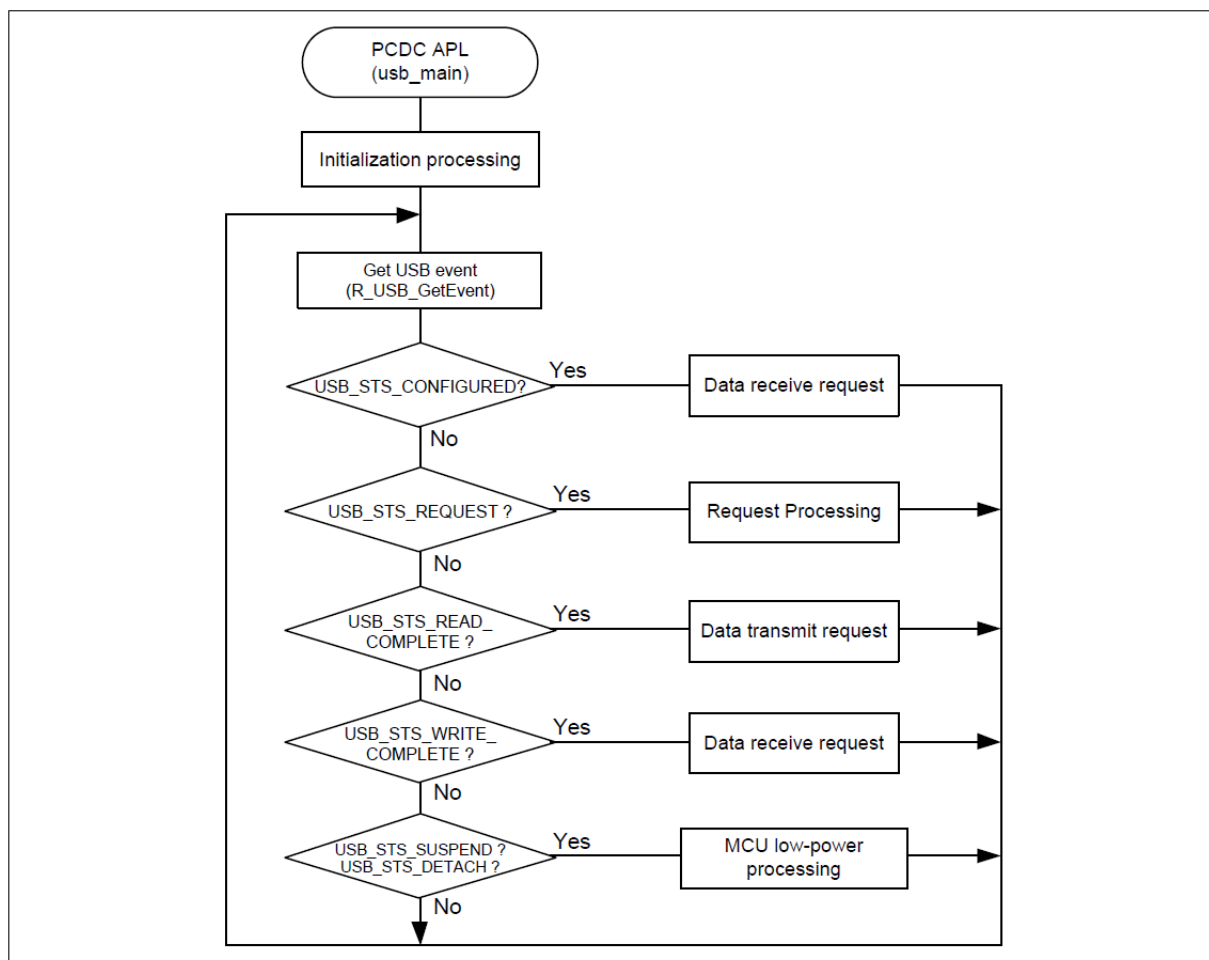 PCDC APL
(usb_main)
Initialization processing
Get USB event
(R_USB_GetEvent)
USB_STS_CONFIGURED?
Yes
Data receive request
No
USB_STS_REQUEST ?
Yes
Request Processing
No
USB_STS_READ_
COMPLETE ?
Yes
Data transmit request
No
USB_STS_WRITE_
COMPLETE ?
Yes
Data receive request
No
USB_STS_SUSPEND ?
USB_STS_DETACH ?
Yes
MCU low-power
processing
No